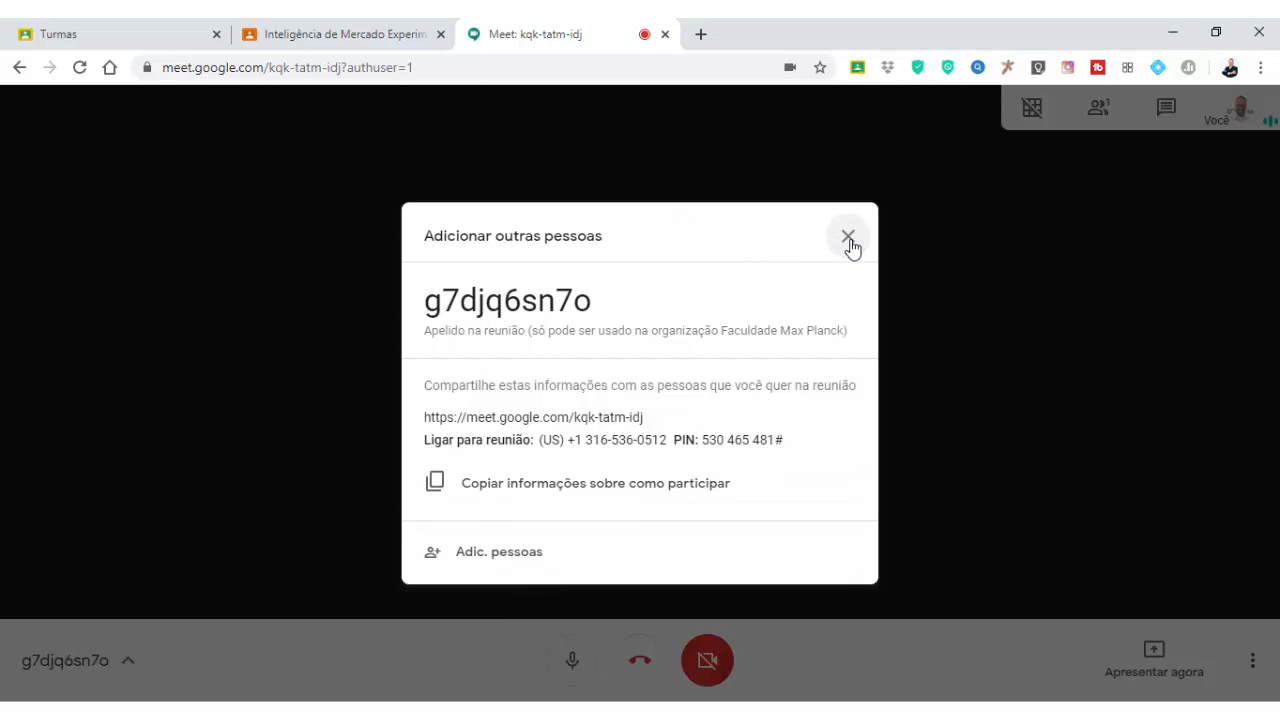 Turmas
Inteligência de Mercado Experim
Meet: kqk-tatm-idj
meet.google.com/kqk-tatm-idj?authuser=1
1
Você
Adicionar outras pessoas
g7djq6sn7o
Apelido na reunião (só pode ser usado na organização Faculdade Max Planck)
Compartilhe estas informações com as pessoas que você quer na reunião
https://meet.google.com/kqk-tatm-idj
Ligar para reunião: (US) +1 316-536-0512 PIN: 530 465 481#
Copiar informações sobre como participar
Adic. pessoas
g7djq6sn7o
Apresentar agora